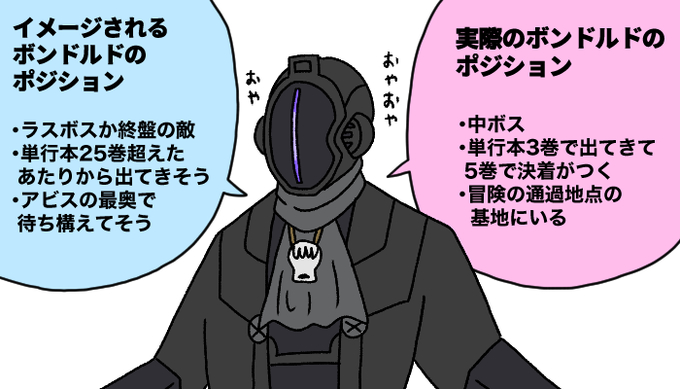 イメージされる
ボンドルドの
ポジション
・ラスボスか終盤の敵
・単行本25巻超えた
あたりから出てきそう
・アビスの最奥で
待ち構えてそう
おや
おやおや
実際のボンドルドの
ポジション
・中ボス
・単行本3巻で出てきて
5巻で決着がつく
・冒険の通過地点の
基地にいる